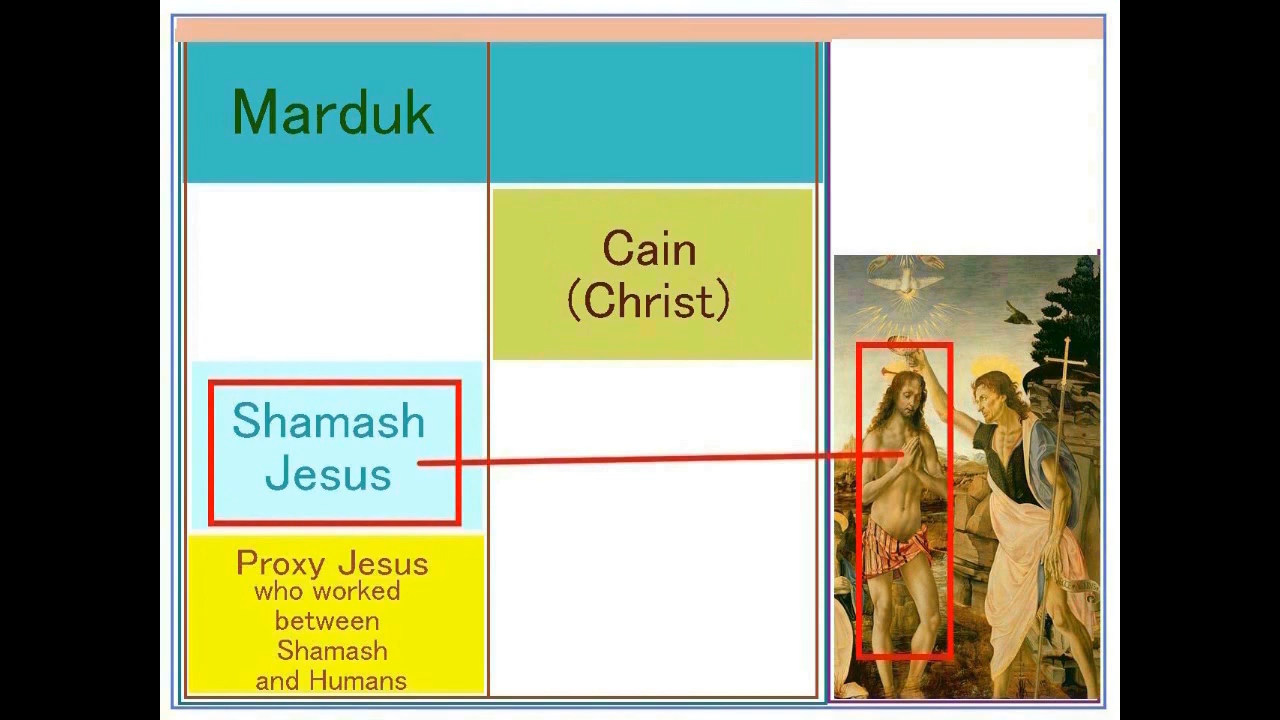 Marduk
Cain
(Christ)
Shamash
Jesus
Proxy Jesus
who worked
between
Shamash
and Humans